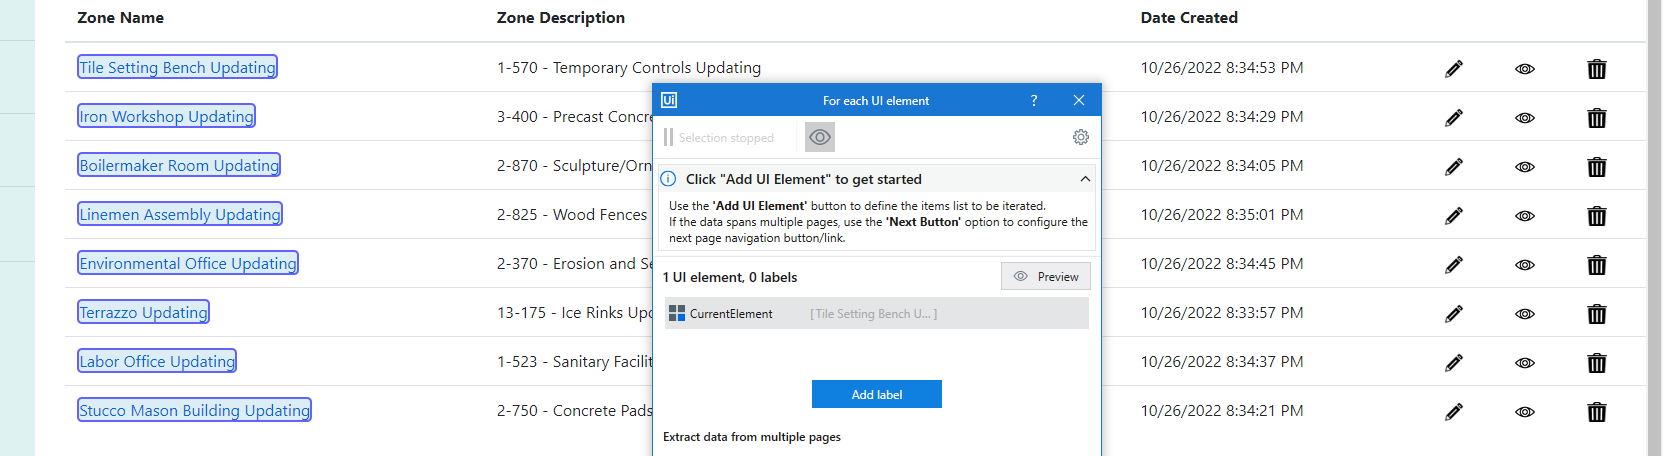 Zone Name Zone Description Date Created
Tile Setting Bench Updating 1-570 - Temporary Controls Updating 10/26/2022 8:34:53 PM
Iron Workshop Updating 3-400 - Precast Concre 10/26/2022 8:34:29 PM
Boilermaker Room Updating 2-870 - Sculpture/Orn 10/26/2022 8:34:05 PM
Linemen Assembly Updating 2-825 - Wood Fences 10/26/2022 8:35:01 PM
Environmental Office Updating 2-370 - Erosion and Se 10/26/2022 8:34:45 PM
Terrazzo Updating 13-175 - Ice Rinks Upd 10/26/2022 8:33:57 PM
Labor Office Updating 1-523 - Sanitary Facilit 10/26/2022 8:34:37 PM
Stucco Mason Building Updating 2-750 - Concrete Pads 10/26/2022 8:34:21 PM
Ui For each UI element ?
Selection stopped
Click "Add UI Element" to get started
Use the 'Add UI Element' button to define the items list to be iterated.
If the data spans multiple pages, use the 'Next Button' option to configure the
next page navigation button/link.
1 UI element, 0 labels Preview
CurrentElement [Tile Setting Bench U... ]
Add label
Extract data from multiple pages